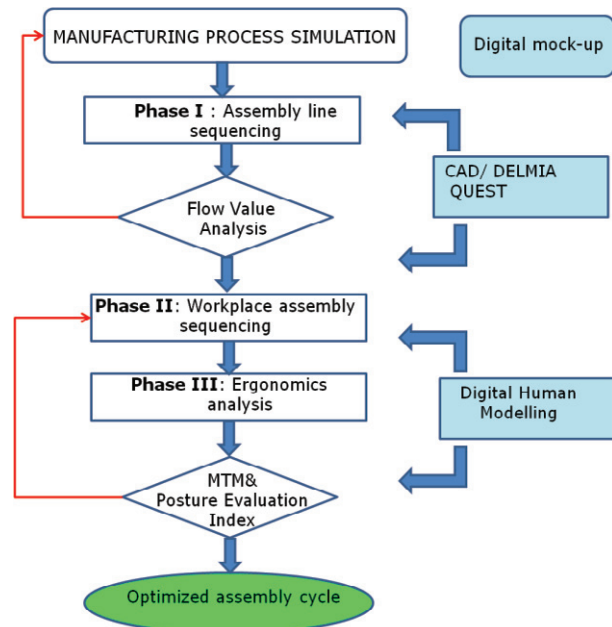 MANUFACTURING PROCESS SIMULATION
Digital mock-up
Phase I : Assembly line
sequencing
CAD/ DELMIA
QUEST
Flow Value
Analysis
Phase II: Workplace assembly
sequencing
Phase III: Ergonomics
analysis
Digital Human
Modelling
MTM&
Posture Evaluation
Index
Optimized assembly cycle